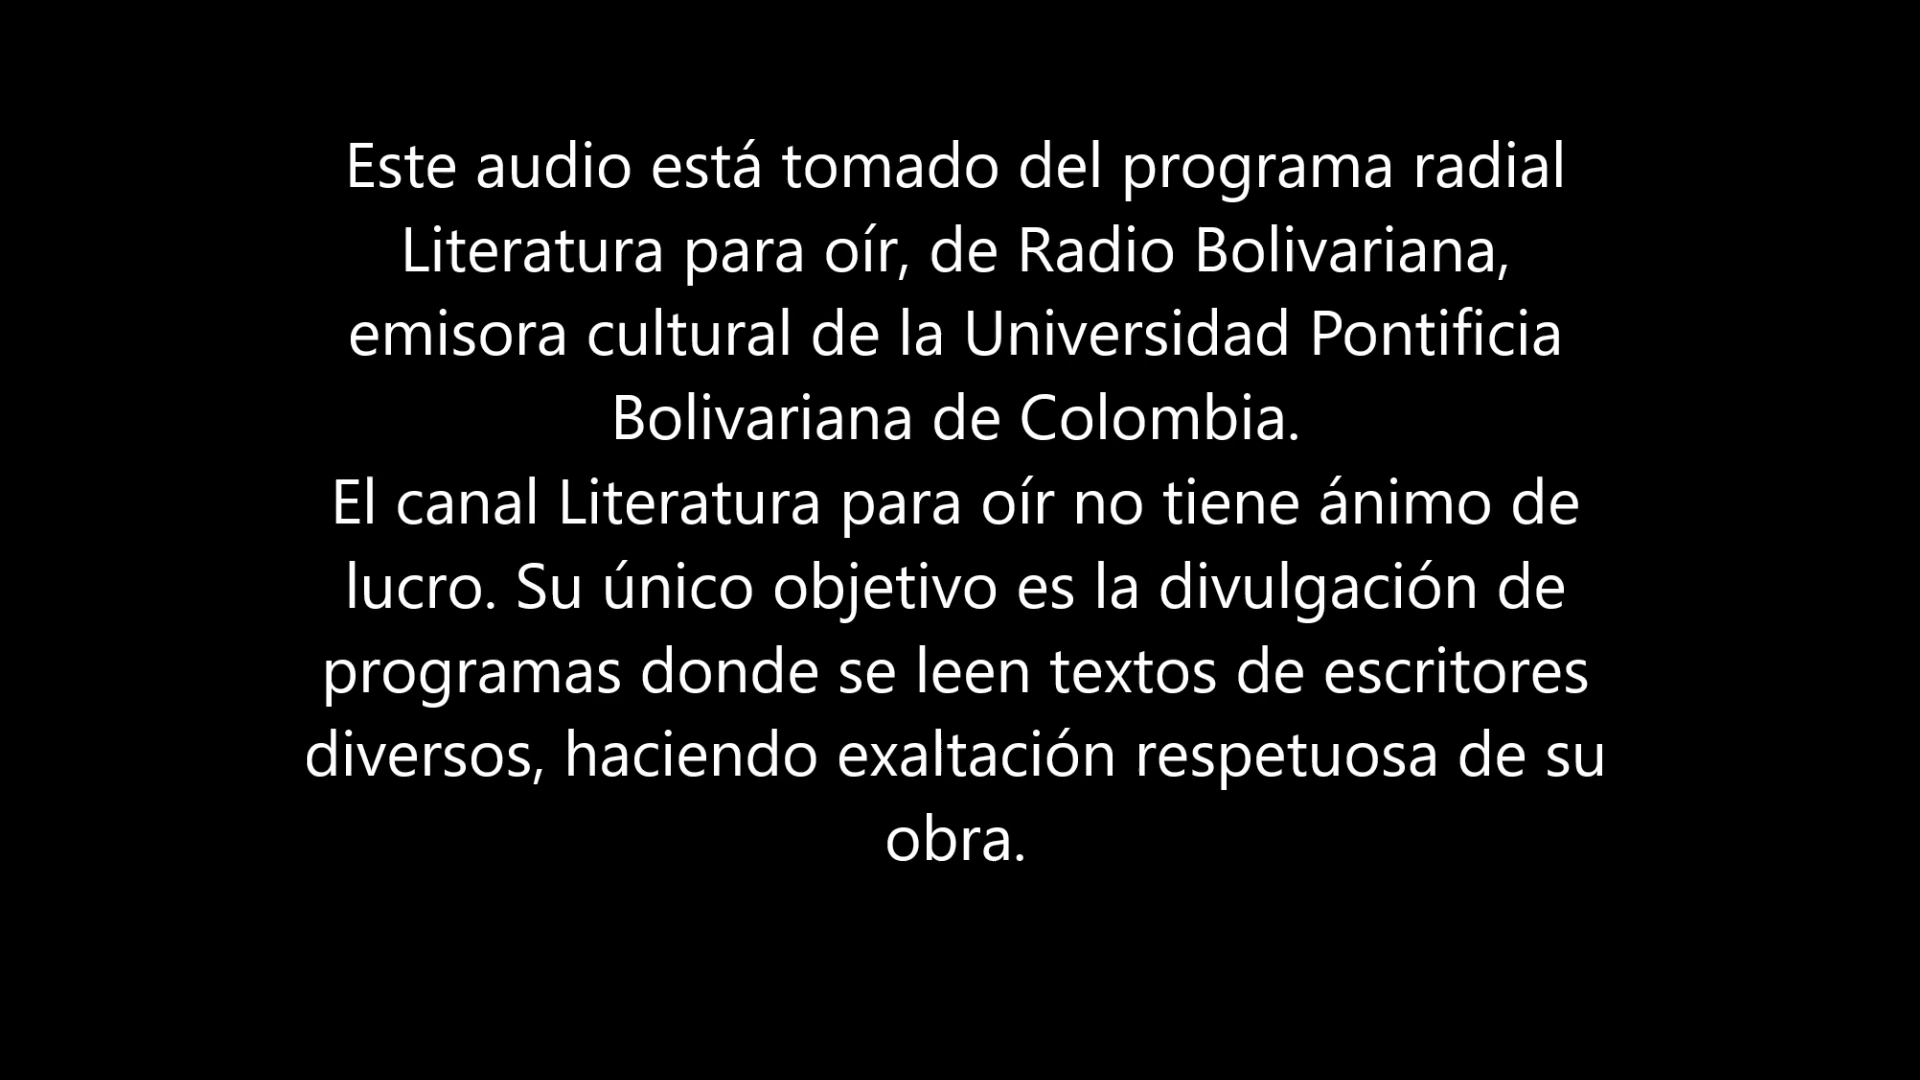 Este audio está tomado del programa radial
Literatura para oír, de Radio Bolivariana,
emisora cultural de la Universidad Pontificia
Bolivariana de Colombia.
El canal Literatura para oír no tiene ánimo de
lucro. Su único objetivo es la divulgación de
programas donde se leen textos de escritores
diversos, haciendo exaltación respetuosa de su
obra.